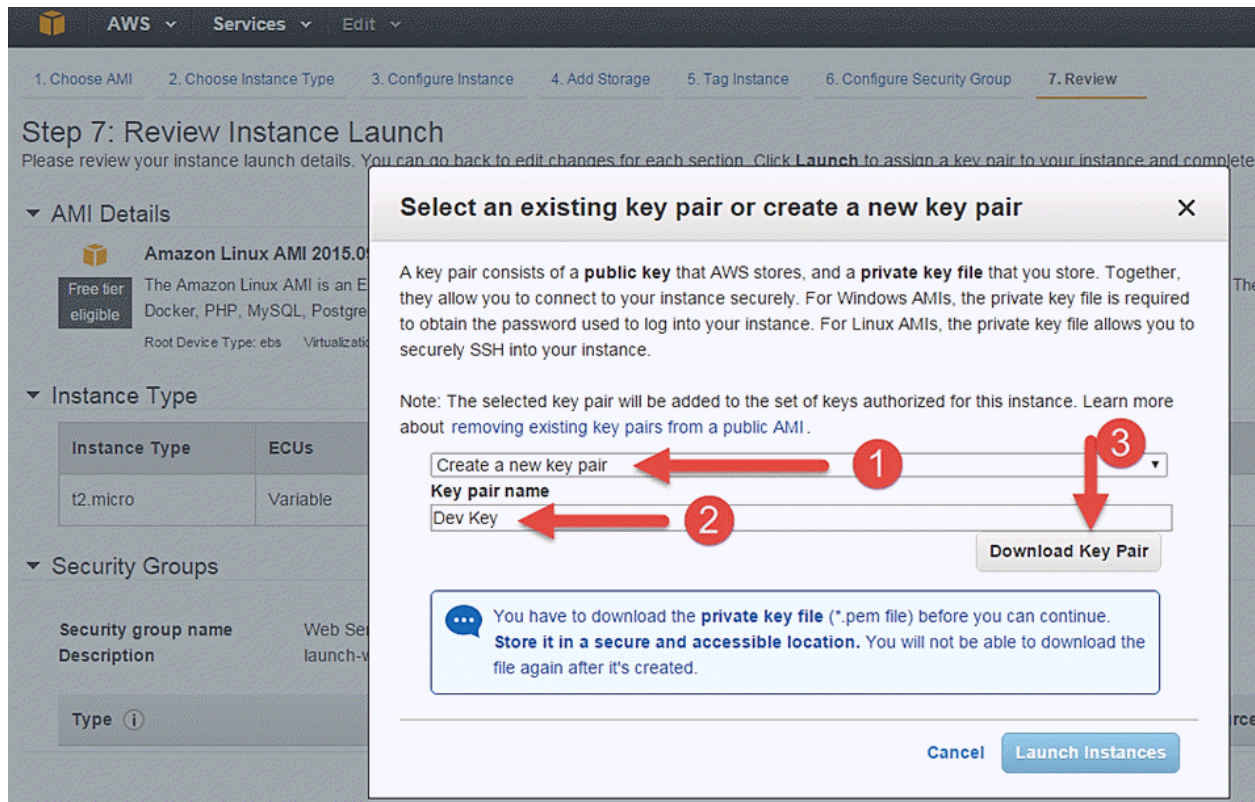 AWS Services Edit
1. Choose AMI 2. Choose Instance Type 3. Configure Instance 4. Add Storage 5. Tag Instance 6. Configure Security Group 7. Review
Step 7: Review Instance Launch
Please review your instance launch details. You can go back to edit changes for each section. Click Launch to assign a key pair to your instance and complete
AMI Details
Amazon Linux AMI 2015.09
Free tier eligible
The Amazon Linux AMI is an E
The
Docker, PHP, MySQL, Postgre
Root Device Type: ebs
Instance Type
Instance Type ECUs
t2.micro Variable
Security Groups
Security group name Web Ser
Description launch-w
Type i
Select an existing key pair or create a new key pair
A key pair consists of a public key that AWS stores, and a private key file that you store. Together,
they allow you to connect to your instance securely. For Windows AMIs, the private key file is required
to obtain the password used to log into your instance. For Linux AMIs, the private key file allows you to
securely SSH into your instance.
Note: The selected key pair will be added to the set of keys authorized for this instance. Learn more
about removing existing key pairs from a public AMI.
Create a new key pair 1
3
Key pair name
Dev Key 2
Download Key Pair
You have to download the private key file (*.pem file) before you can continue.
Store it in a secure and accessible location. You will not be able to download the
file again after it's created.
Cancel Launch Instances